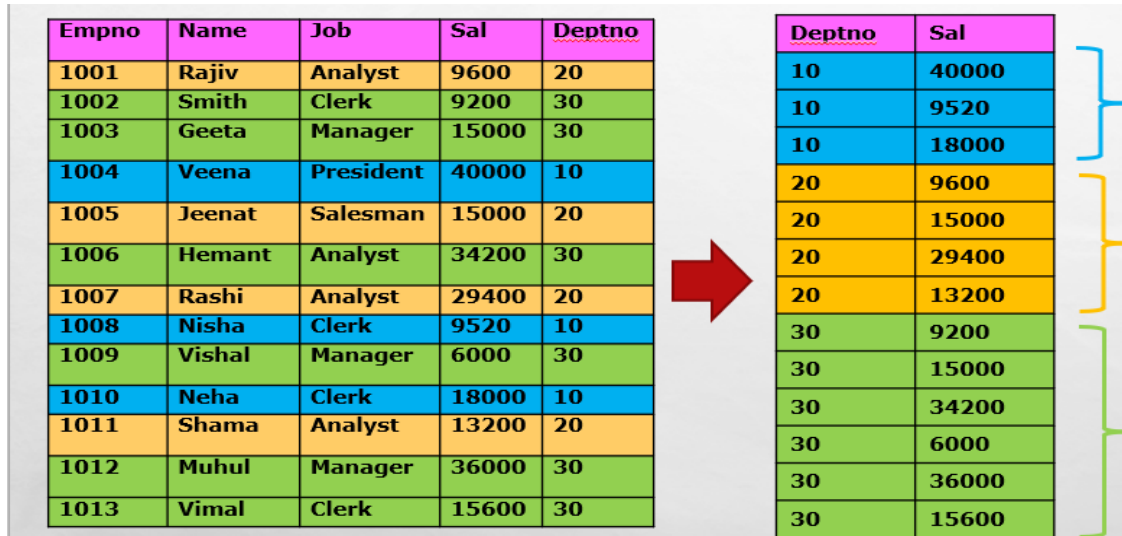 Empno Name Job Sal Deptno
1001 Rajiv Analyst 9600 20
1002 Smith Clerk 9200 30
1003 Geeta Manager 15000 30
1004 Veena President 40000 10
1005 Jeenat Salesman 15000 20
1006 Hemant Analyst 34200 30
1007 Rashi Analyst 29400 20
1008 Nisha Clerk 9520 10
1009 Vishal Manager 6000 30
1010 Neha Clerk 18000 10
1011 Shama Analyst 13200 20
1012 Muhul Manager 36000 30
1013 Vimal Clerk 15600 30
Deptno Sal
10 40000
10 9520
10 18000
20 9600
20 15000
20 29400
20 13200
30 9200
30 15000
30 34200
30 6000
30 36000
30 15600